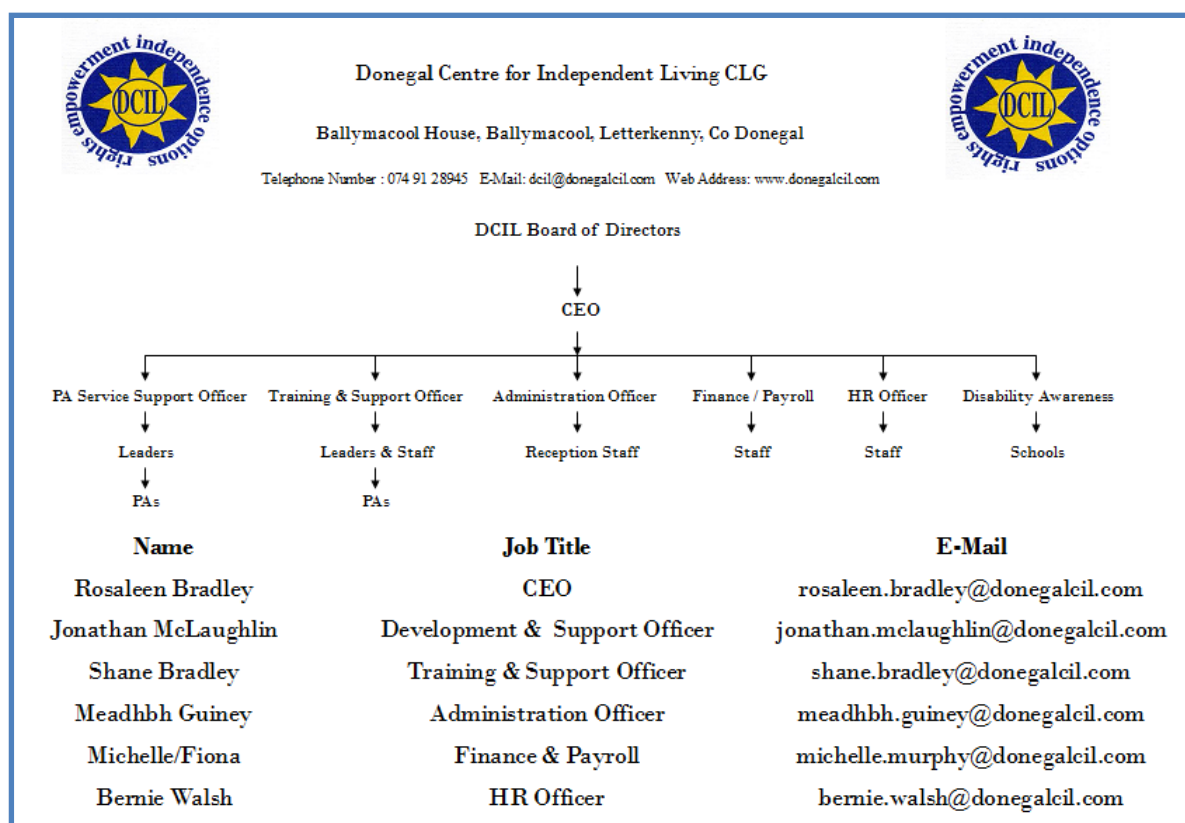 rights empowerment independence options
DCIL
rights empowerment independence options
DCIL
Donegal Centre for Independent Living CLG
Ballymacool House, Ballymacool, Letterkenny, Co Donegal
Telephone Number : 074 91 28945 E-Mail: dcil@donegalcil.com Web Address: www.donegalcil.com
DCIL Board of Directors
CEO
PA Service Support Officer Training & Support Officer Administration Officer Finance / Payroll HR Officer Disability Awareness
Leaders Leaders & Staff Reception Staff Staff Staff Schools
PAs PAs
Name Job Title E-Mail
Rosaleen Bradley CEO rosaleen.bradley@donegalcil.com
Jonathan McLaughlin Development & Support Officer jonathan.mclaughlin@donegalcil.com
Shane Bradley Training & Support Officer shane.bradley@donegalcil.com
Meadhbh Guiney Administration Officer meadhbh.guiney@donegalcil.com
Michelle/Fiona Finance & Payroll michelle.murphy@donegalcil.com
Bernie Walsh HR Officer bernie.walsh@donegalcil.com